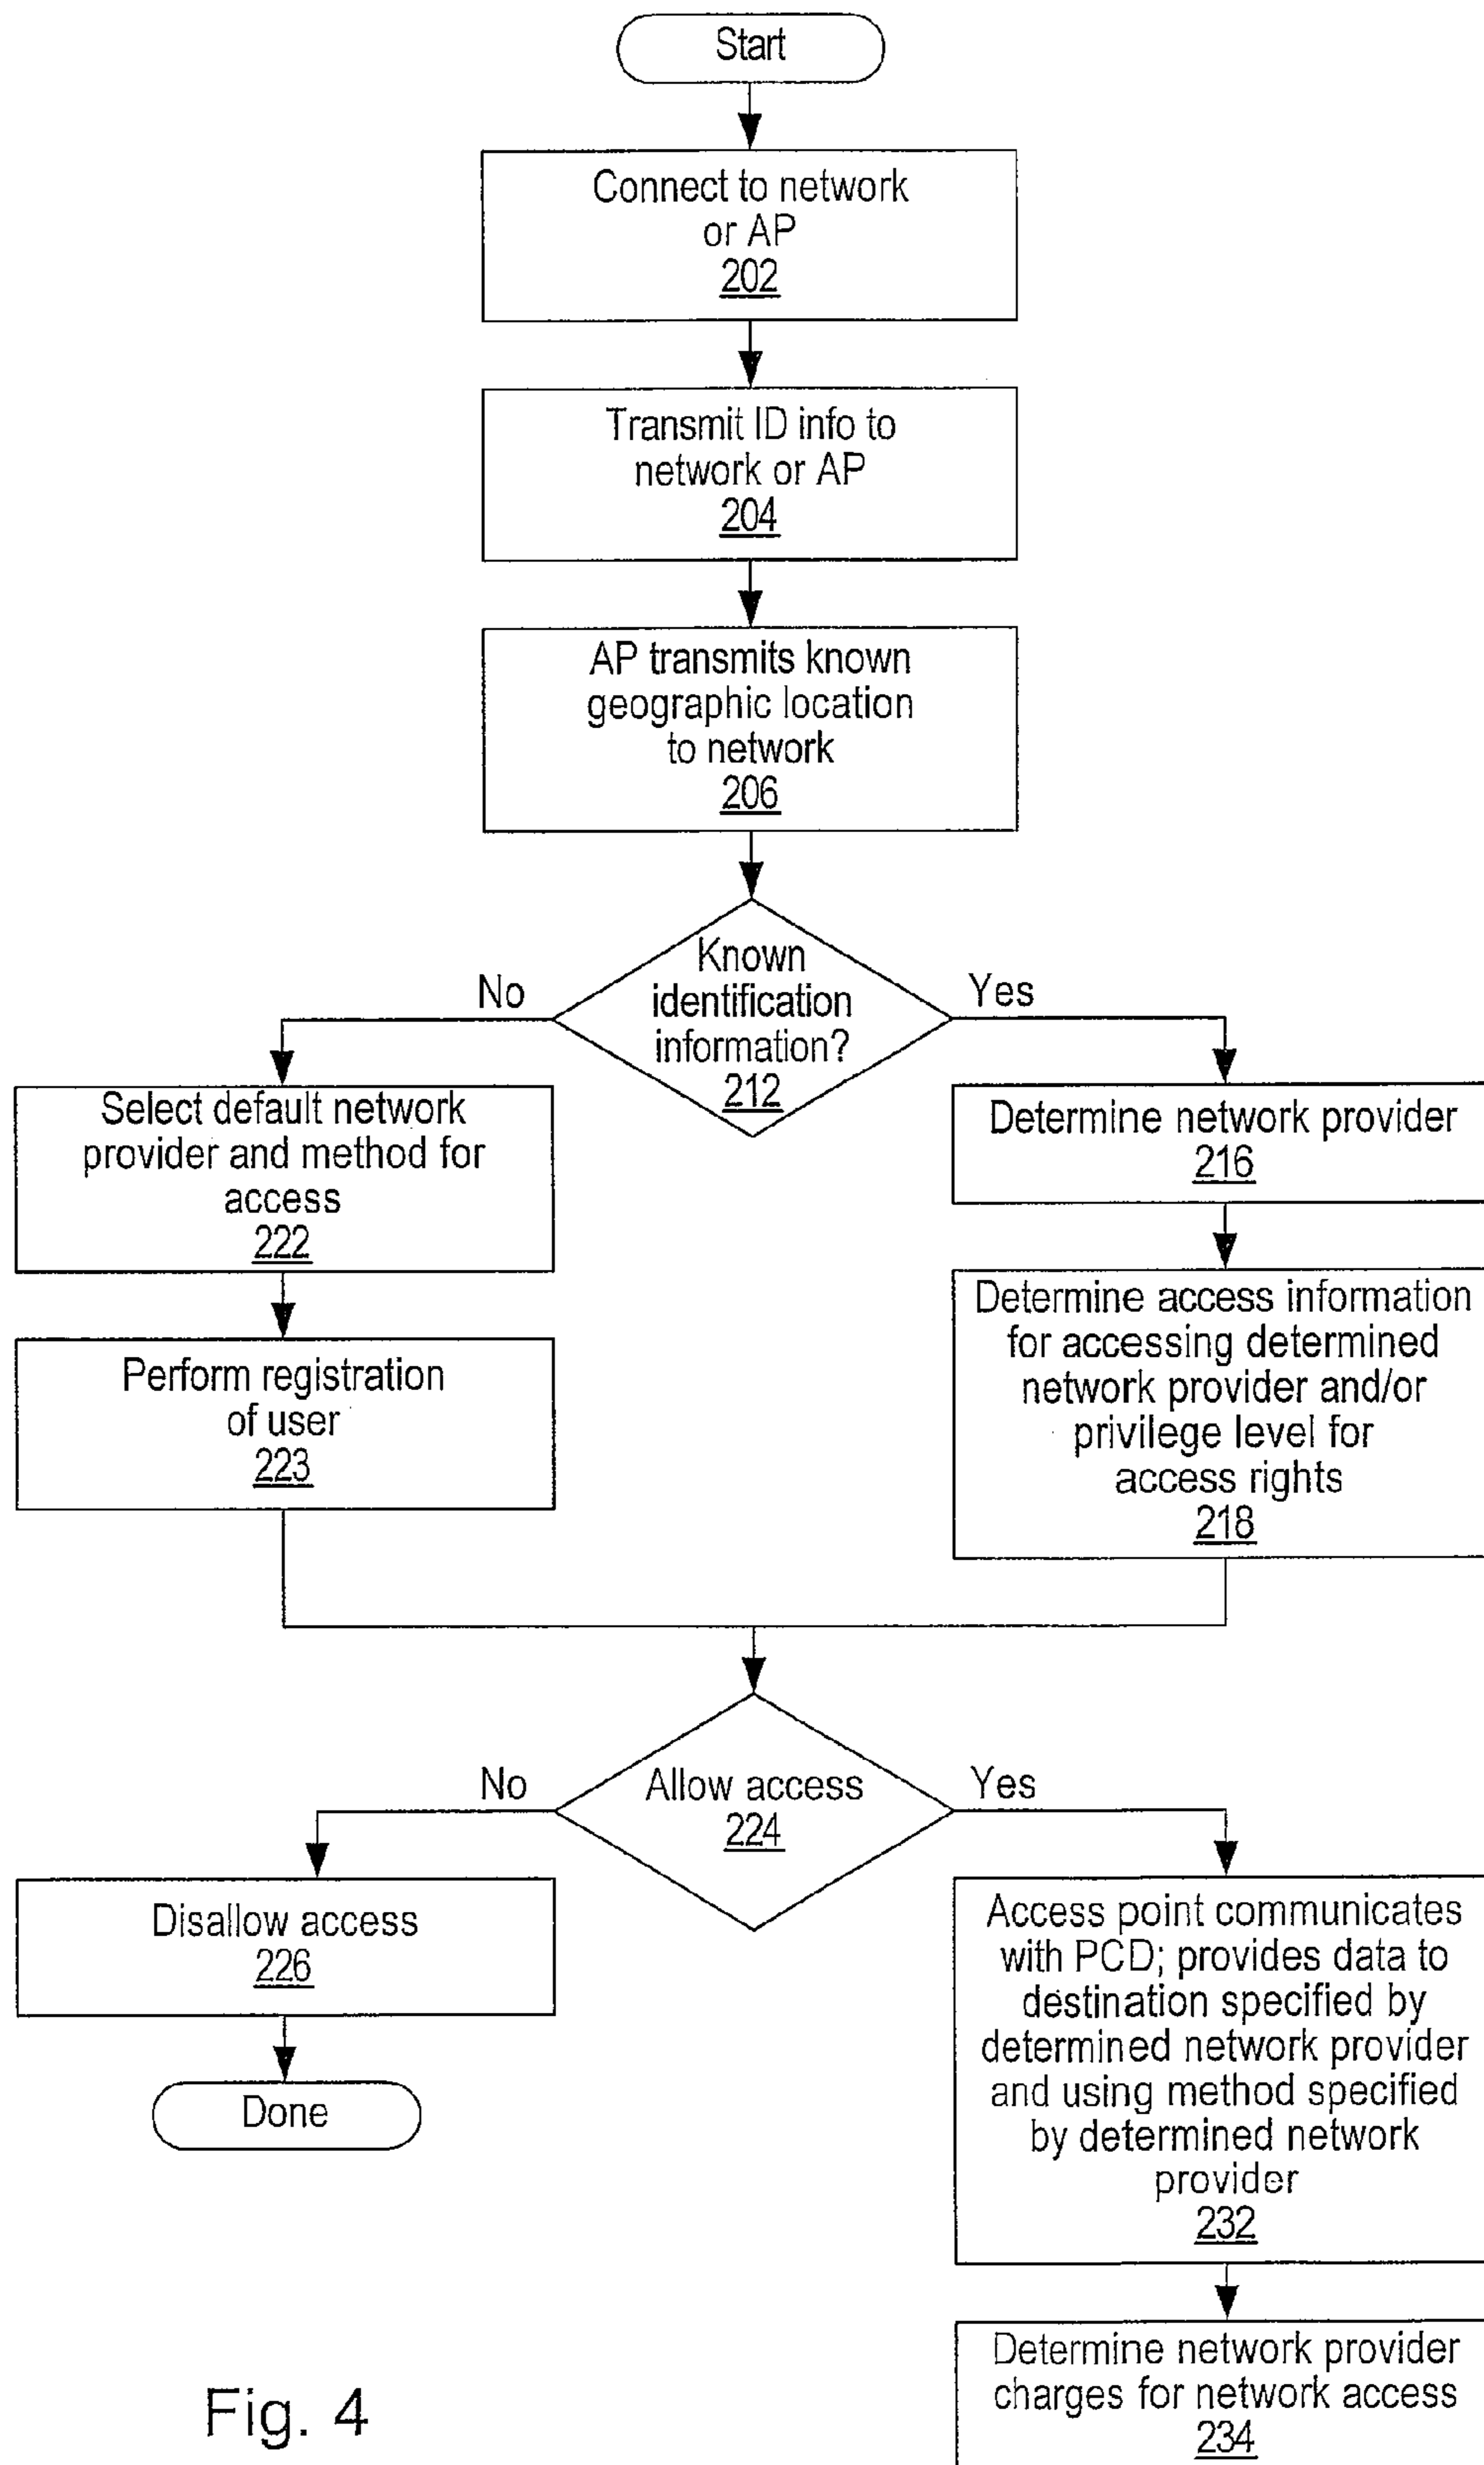 Start
Connect to network
or AP
202
Transmit ID info to
network or AP
204
AP transmits known
geographic location
to network
206
Known
identification
information?
212
No
Yes
Select default network
provider and method for
access
222
Determine network provider
216
Perform registration
of user
223
Determine access information
for accessing determined
network provider and/or
privilege level for
access rights
218
Allow access
224
No
Yes
Disallow access
226
Done
Access point communicates
with PCD; provides data to
destination specified by
determined network provider
and using method specified
by determined network
provider
232
Determine network provider
charges for network access
234
Fig. 4